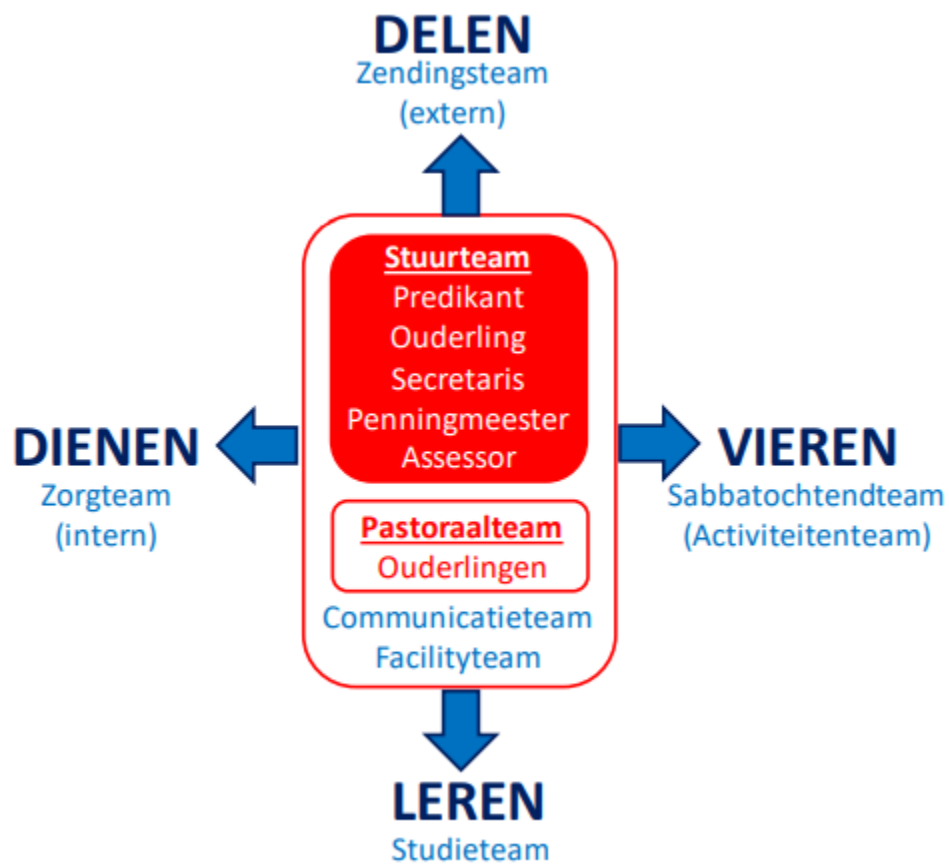 DELEN
Zendingsteam
(extern)
Stuurteam
Predikant
Ouderling
Secretaris
Penningmeester
Assessor
DIENEN
Zorgteam
(intern)
VIEREN
Sabbatochtendteam
(Activiteitenteam)
Pastoraalteam
Ouderlingen
Communicatieteam
Facilityteam
LEREN
Studieteam